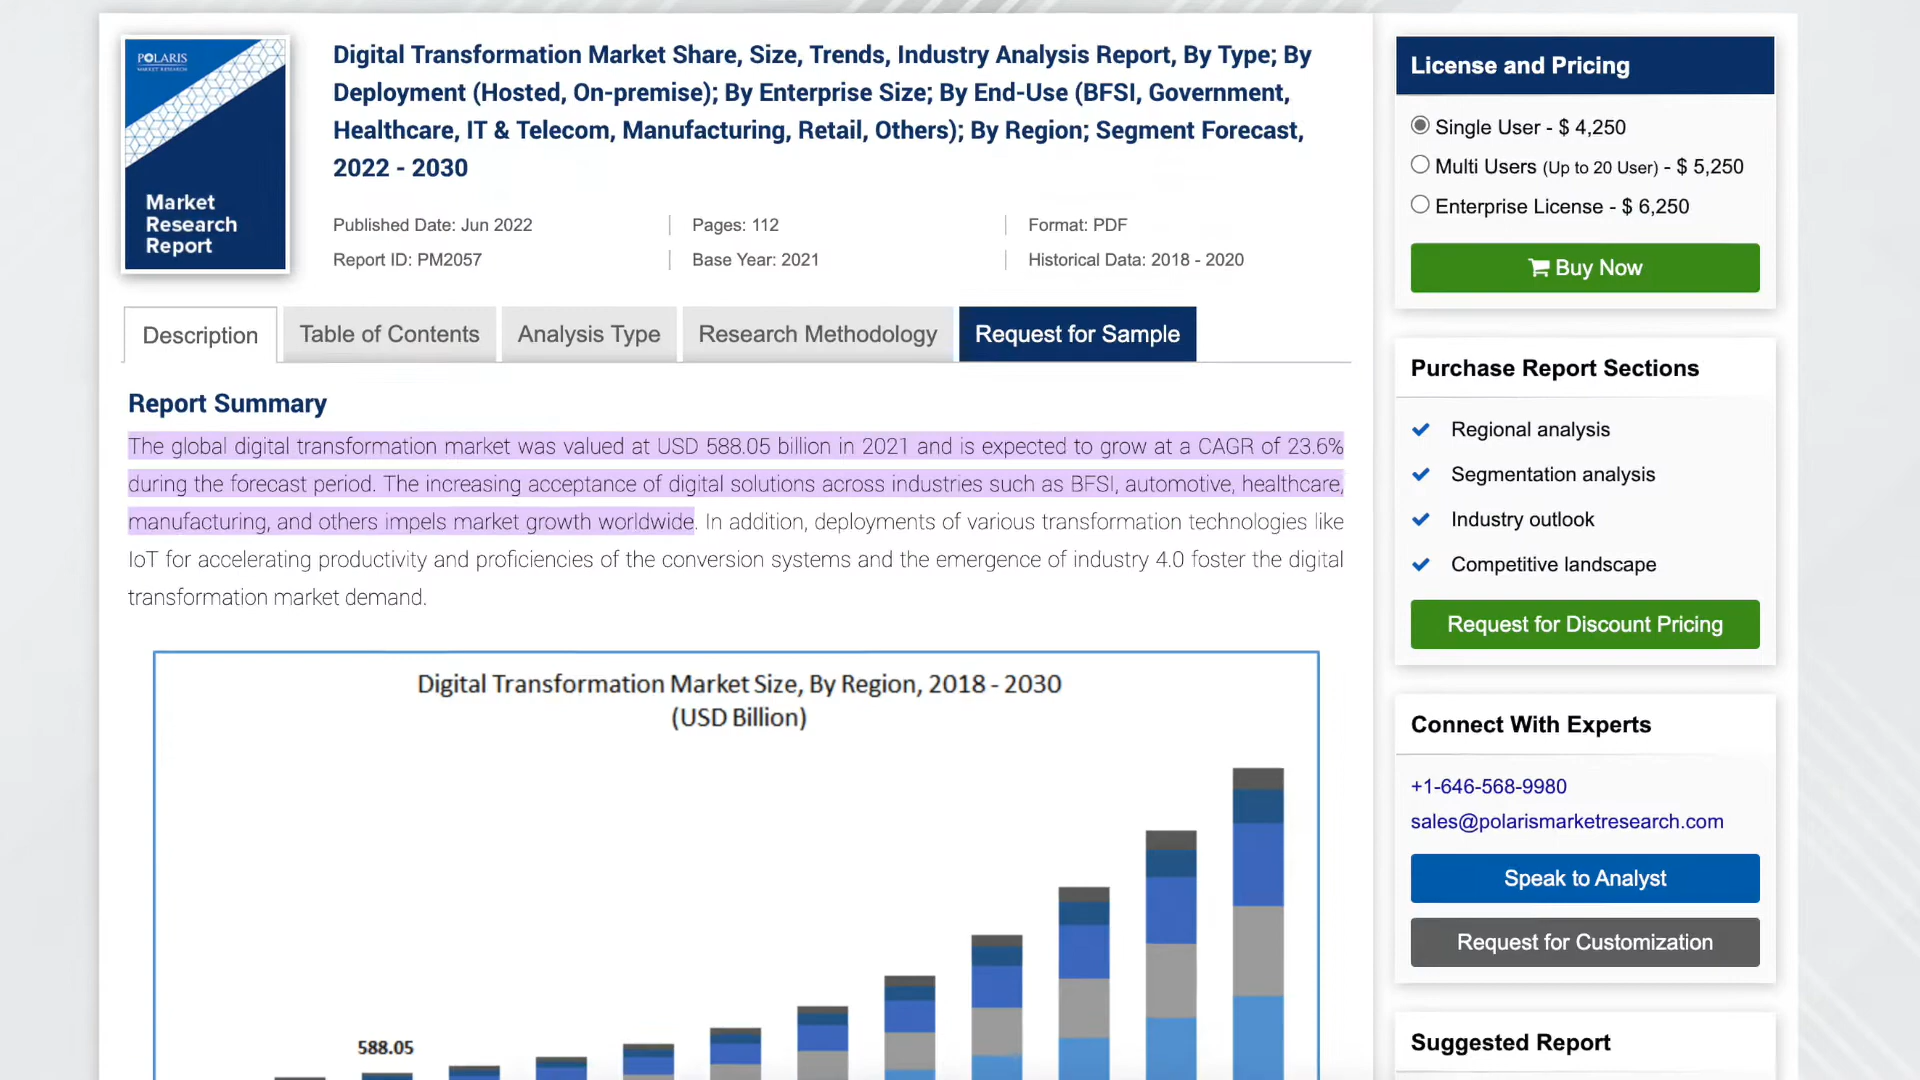 POLARIS
MARKET RESEARCH
Market
Research
Report
Digital Transformation Market Share, Size, Trends, Industry Analysis Report, By Type; By
Deployment (Hosted, On-premise); By Enterprise Size; By End-Use (BFSI, Government,
Healthcare, IT & Telecom, Manufacturing, Retail, Others); By Region; Segment Forecast,
2022 - 2030
Published Date: Jun 2022
Pages: 112
Format: PDF
Report ID: PM2057
Base Year: 2021
Historical Data: 2018 - 2020
Description
Table of Contents
Analysis Type
Research Methodology
Request for Sample
Report Summary
The global digital transformation market was valued at USD 588.05 billion in 2021 and is expected to grow at a CAGR of 23.6%
during the forecast period. The increasing acceptance of digital solutions across industries such as BFSI, automotive, healthcare,
manufacturing, and others impels market growth worldwide. In addition, deployments of various transformation technologies like
IoT for accelerating productivity and proficiencies of the conversion systems and the emergence of industry 4.0 foster the digital
transformation market demand.
Digital Transformation Market Size, By Region, 2018 - 2030
(USD Billion)
588.05
License and Pricing
Single User - $ 4,250
Multi Users (Up to 20 User) - $ 5,250
Enterprise License - $ 6,250
Buy Now
Purchase Report Sections
Regional analysis
Segmentation analysis
Industry outlook
Competitive landscape
Request for Discount Pricing
Connect With Experts
+1-646-568-9980
sales@polarismarketresearch.com
Speak to Analyst
Request for Customization
Suggested Report